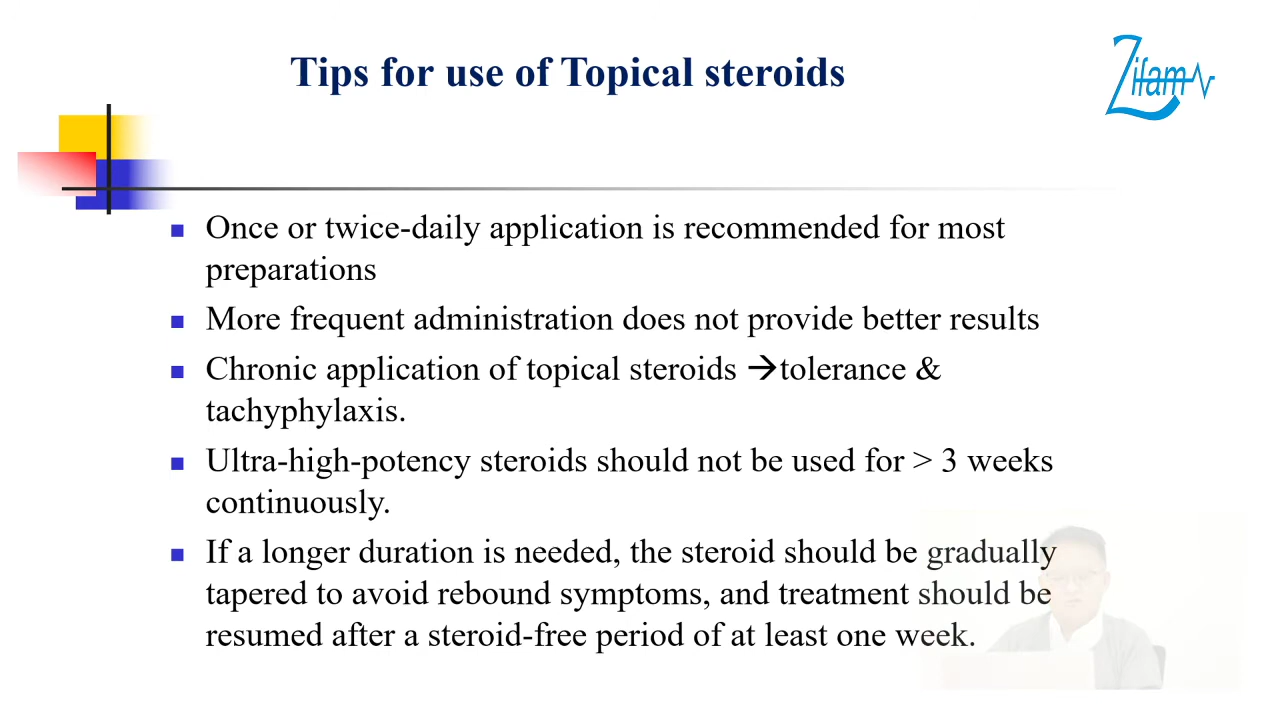 Tips for use of Topical steroids
Zifam
Once or twice-daily application is recommended for most
preparations
More frequent administration does not provide better results
Chronic application of topical steroids →tolerance &
tachyphylaxis.
Ultra-high-potency steroids should not be used for > 3 weeks
continuously.
If a longer duration is needed, the steroid should be gradually
tapered to avoid rebound symptoms, and treatment should be
resumed after a steroid-free period of at least one week.